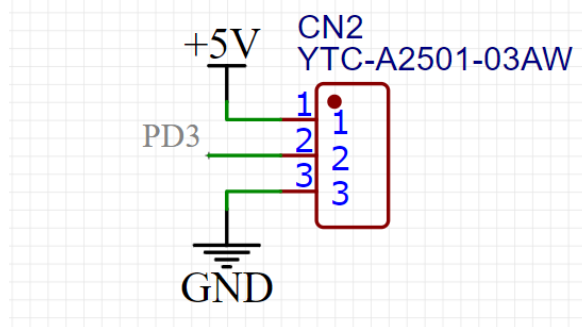 CN2
+5V
YTC-A2501-03AW
1
1
PD3
2
2
3
3
GND